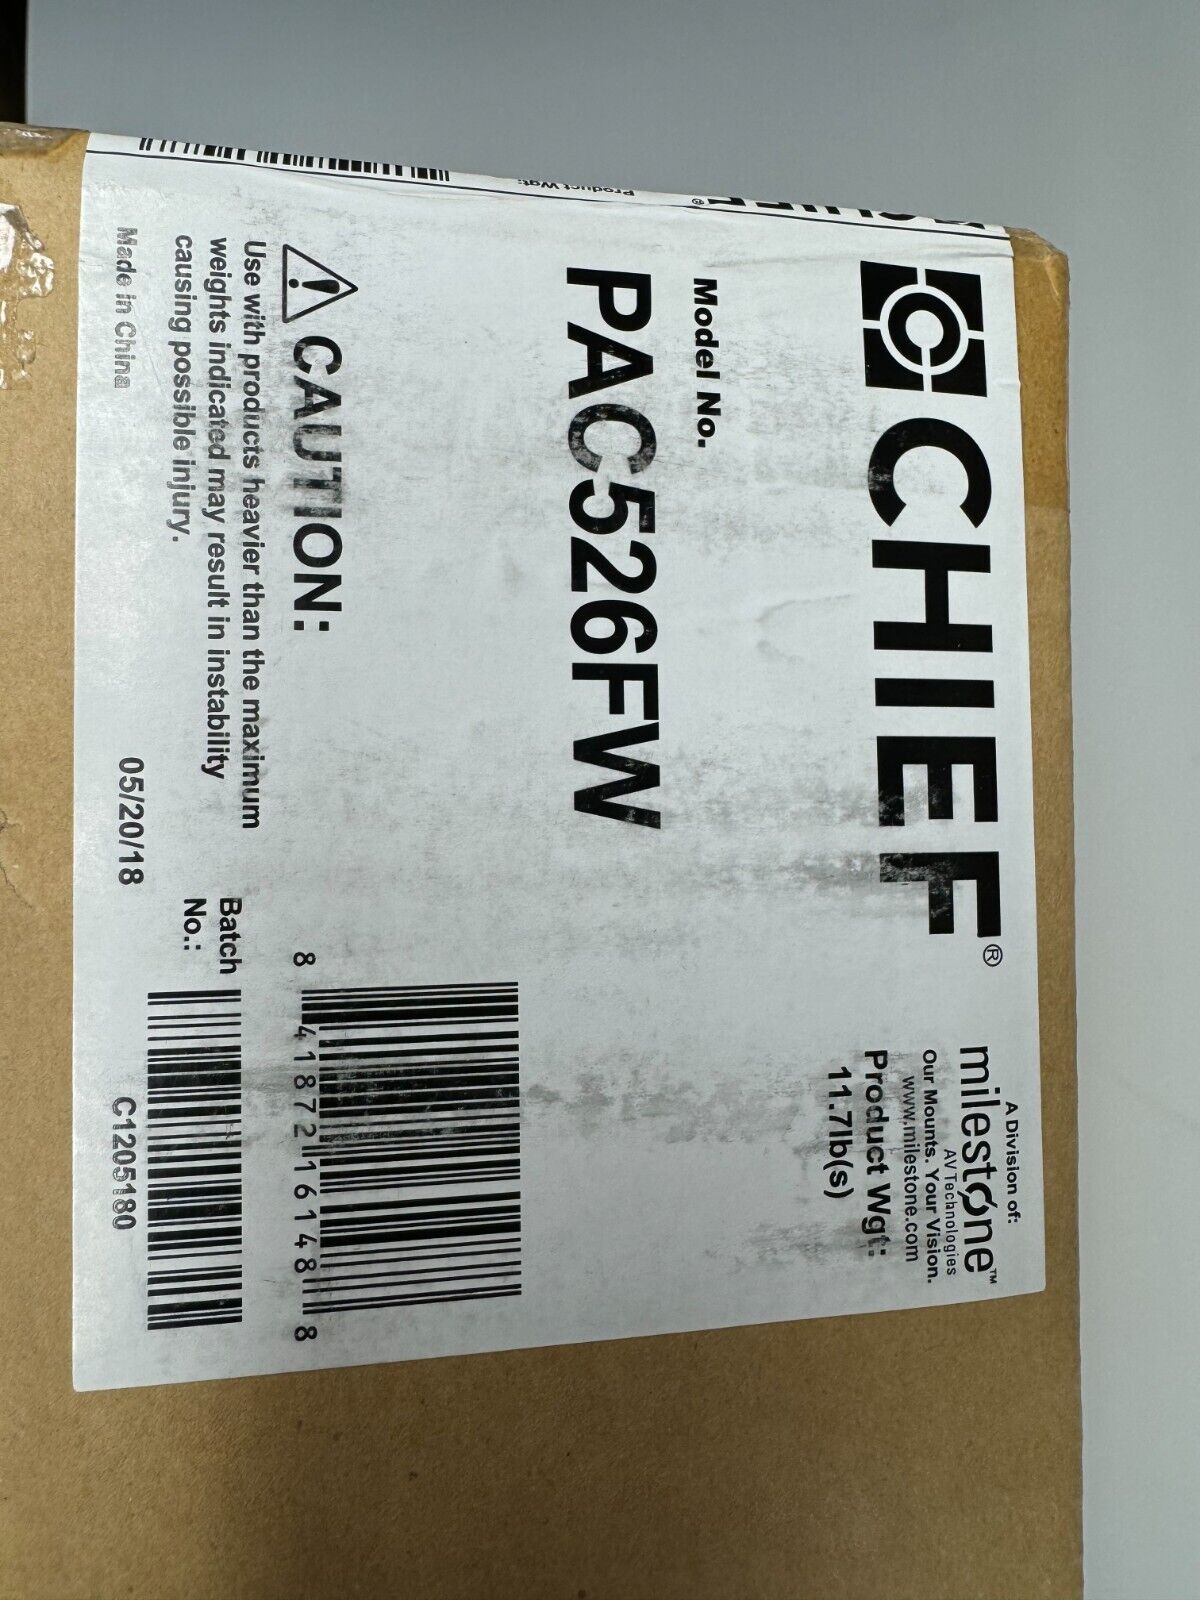 Product Wgt:
CHIEF®
A Division of:
milestone™
AV Technologies
Our Mounts. Your Vision.
www.milestone.com
Product Wgt:
11.7lb(s)
Model No.
PAC526FW
CAUTION:
Use with products heavier than the maximum
weights indicated may result in instability
causing possible injury.
Made in China
05/20/18
8 41872 16148 8
Batch
No.:
C1205180